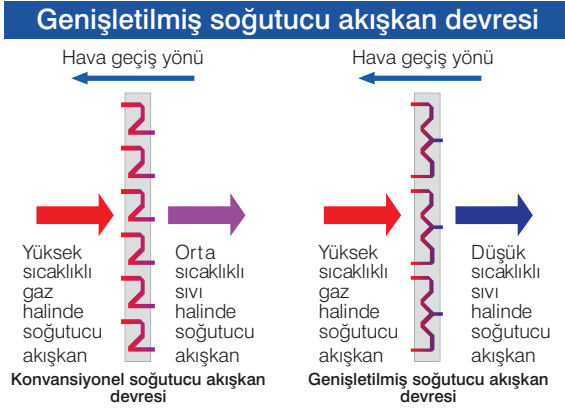 Genişletilmiş soğutucu akışkan devresi
Hava geçiş yönü
Yüksek
sıcaklıklı
gaz
halinde
soğutucu
akışkan
Orta
sıcaklıklı
sıvı
halinde
soğutucu
akışkan
Konvansiyonel soğutucu akışkan
devresi
Hava geçiş yönü
Yüksek
sıcaklıklı
gaz
halinde
soğutucu
akışkan
Düşük
sıcaklıklı
sıvı
halinde
soğutucu
akışkan
Genişletilmiş soğutucu akışkan
devresi